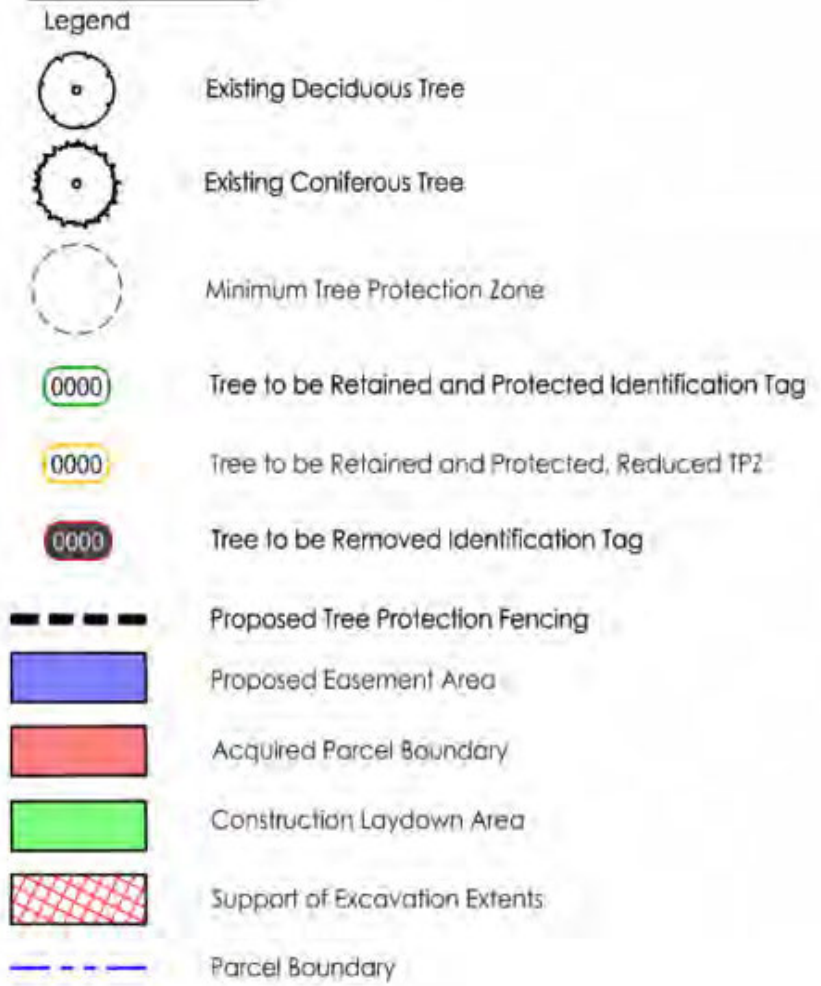 Legend
Existing Deciduous Tree
Existing Coniferous Tree
Minimum Tree Protection Zone
0000 Tree to be Retained and Protected Identification Tag
0000 Tree to be Retained and Protected, Reduced TPZ
0000 Tree to be Removed Identification Tag
Proposed Tree Protection Fencing
Proposed Easement Area
Acquired Parcel Boundary
Construction Laydown Area
Support of Excavation Extents
Parcel Boundary